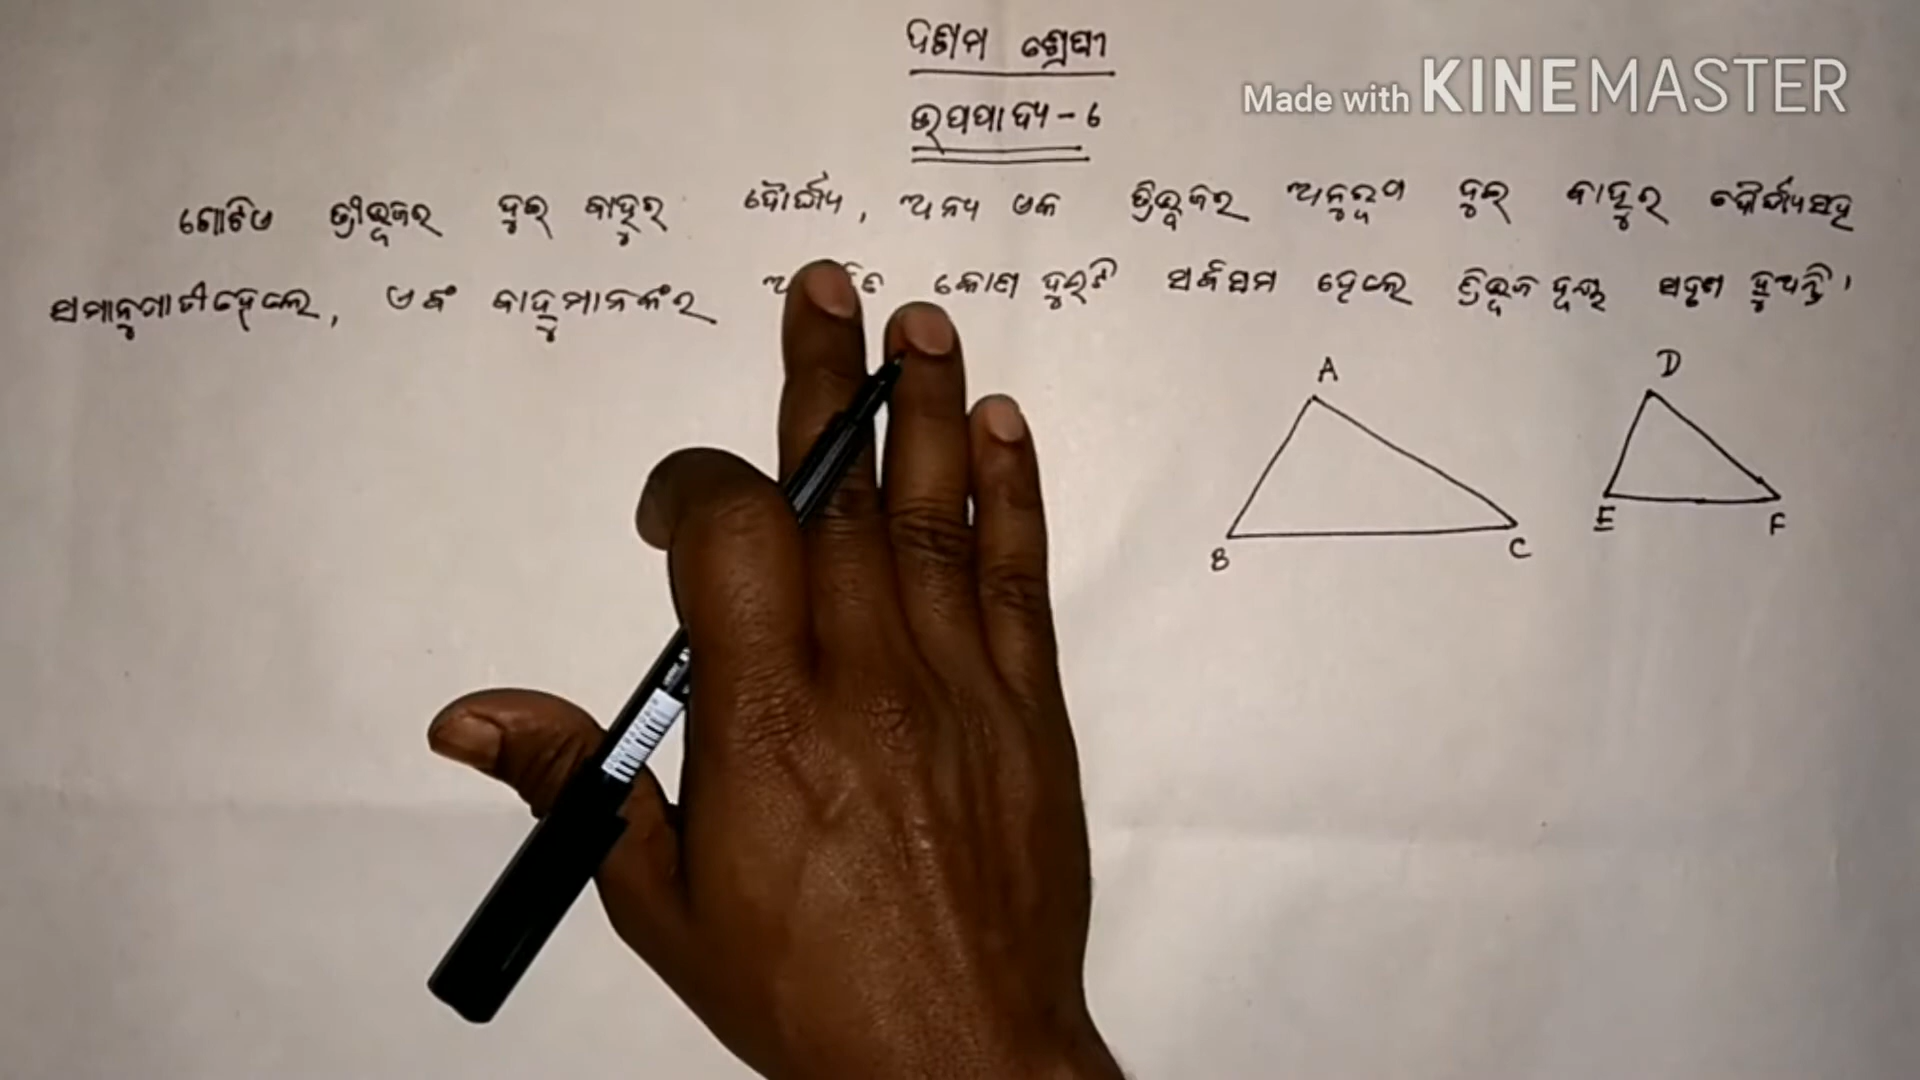 ଦଶମ ଶ୍ରେଣୀ
Made with KINEMASTER
ଉପପାଦ୍ୟ - ୬
ଗୋଟିଏ ତ୍ରୀଭୂଜର ଦୁଇ ବାହୁର ଦୈର୍ଘ୍ୟ, ଅନ୍ୟ ଏକ ତ୍ରିଭୁଜର ଅନୁରୂପ ଦୁଇ ବାହୁର ଦୈର୍ଘ୍ୟସହ
ସମାନୁପାତୀହେଲେ, ଏବଂ ବାହୁମାନଙ୍କର କୋଣ ଦୁଇଟି ସର୍ବସମ ହେଲେ ତ୍ରିଭୁଜ ଦ୍ୱୟ ସଦୃଶ ହୁଅନ୍ତି ।
A
D
B
C
E
F